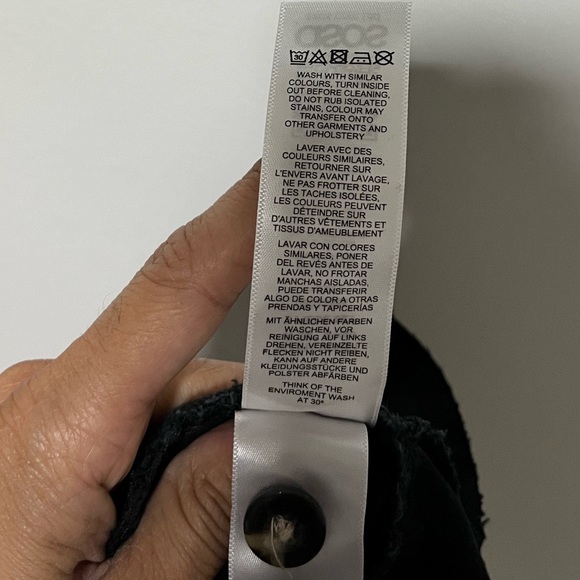 30
WASH WITH SIMILAR
COLOURS, TURN INSIDE
OUT BEFORE CLEANING,
DO NOT RUB ISOLATED
STAINS, COLOUR MAY
TRANSFER ONTO
OTHER GARMENTS AND
UPHOLSTERY
LAVER AVEC DES
COULEURS SIMILAIRES,
RETOURNER SUR
L'ENVERS AVANT LAVAGE,
NE PAS FROTTER SUR
LES TACHES ISOLÉES,
LES COULEURS PEUVENT
DÉTEINDRE SUR
D'AUTRES VÊTEMENTS ET
TISSUS D'AMEUBLEMENT
LAVAR CON COLORES
SIMILARES, PONER
DEL REVÉS ANTES DE
LAVAR, NO FROTAR
MANCHAS AISLADAS,
PUEDE TRANSFERIR
ALGO DE COLOR A OTRAS
PRENDAS Y TAPICERÍAS
MIT ÄHNLICHEN FARBEN
WASCHEN, VOR
REINIGUNG AUF LINKS
DREHEN, VEREINZELTE
FLECKEN NICHT REIBEN,
KANN AUF ANDERE
KLEIDUNGSSTÜCKE UND
POLSTER ABFÄRBEN
THINK OF THE
ENVIROMENT WASH
AT 30°